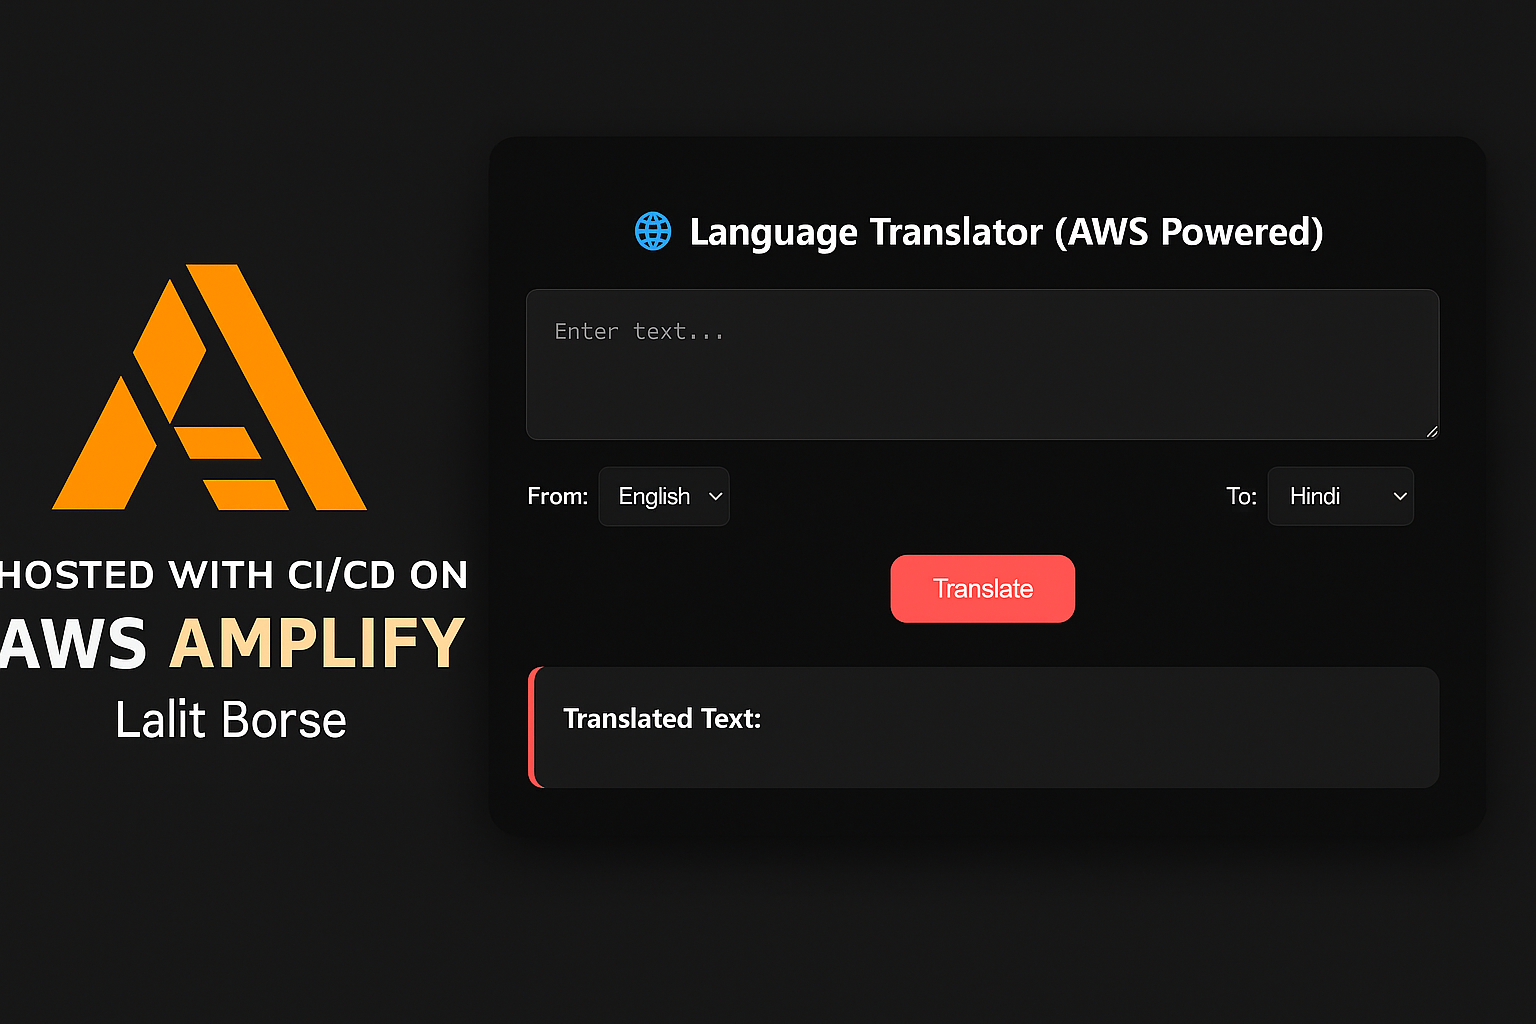 HOSTED WITH CI/CD ON
AWS AMPLIFY
Lalit Borse
Language Translator (AWS Powered)
Enter text...
From: English
To: Hindi
Translate
Translated Text: